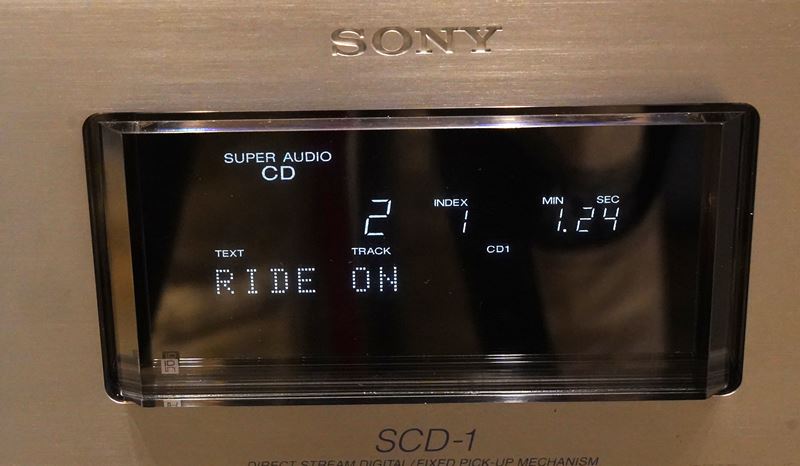 SONY
SUPER AUDIO
CD
2 INDEX 1 MIN SEC 1.24
TEXT TRACK CD1
RIDE ON
SCD-1
DIRECT STREAM DIGITAL / FIXED PICK-UP MECHANISM